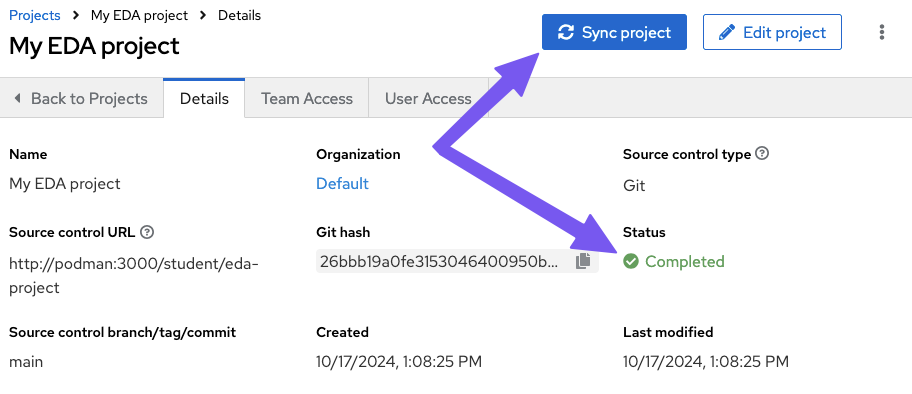 Projects > My EDA project > Details
My EDA project
Sync project
Edit project
Back to Projects
Details
Team Access
User Access
Name
Organization
Source control type
My EDA project
Default
Git
Source control URL
Git hash
Status
http://podman:3000/student/eda-
project
26bbb19a0fe3153046400950b...
Completed
Source control branch/tag/commit
Created
Last modified
main
10/17/2024, 1:08:25 PM
10/17/2024, 1:08:25 PM